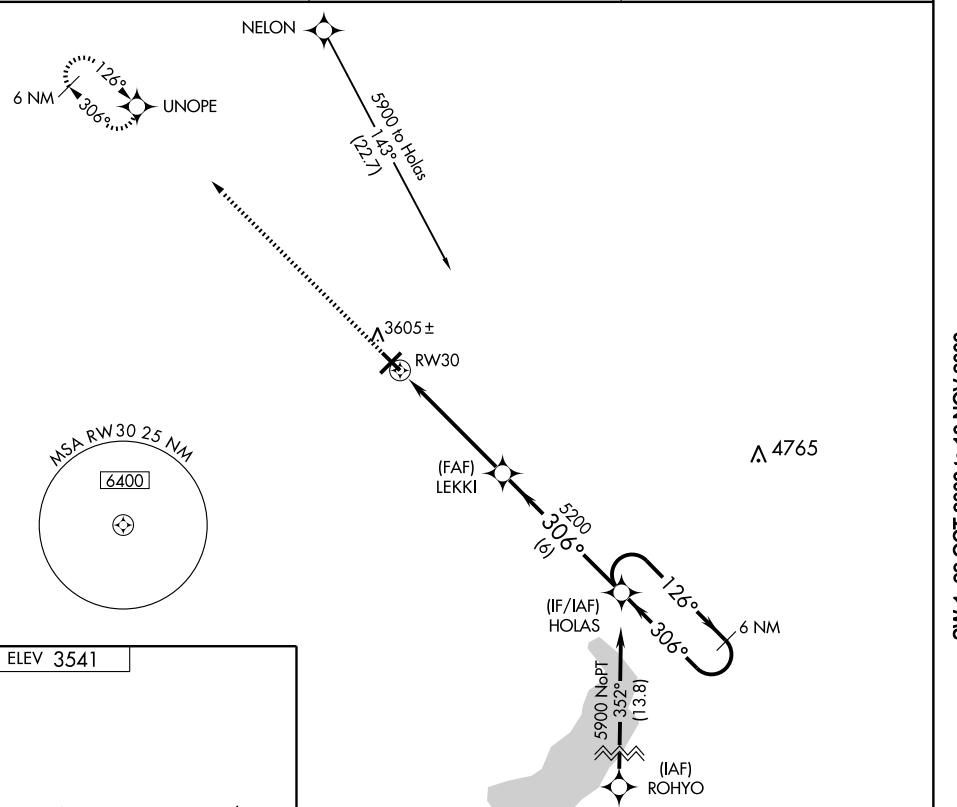 NELON
126°
306°
6 NM
UNOPE
5900 to Holas
143°
(22.7)
3605±
RW30
MSA RW30 25 NM
6400
4765
(FAF)
LEKKI
5200
306°
(6)
(IF/IAF)
HOLAS
126°
306°
6 NM
5900 NoPT
352°
(13.8)
(IAF)
ROHYO
ELEV 3541